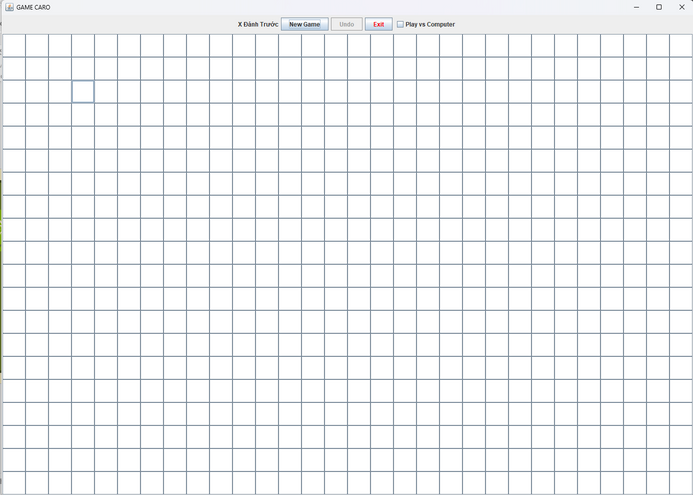 GAME CARO
X Đánh Trước New Game Undo Exit Play vs Computer